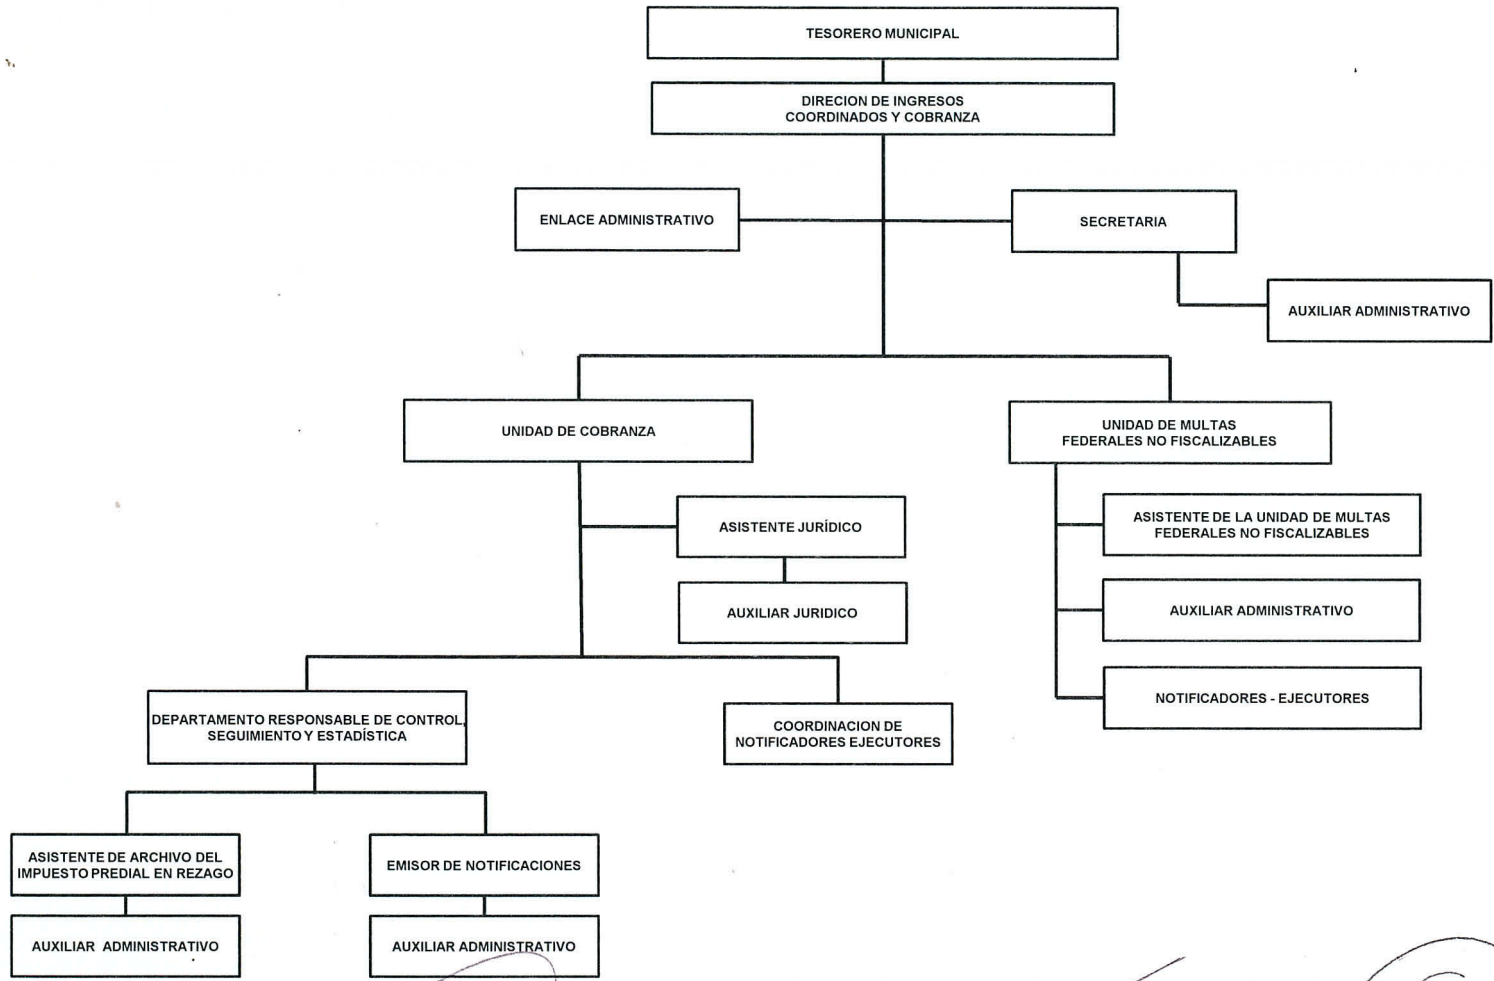 TESORERO MUNICIPAL
DIRECION DE INGRESOS
COORDINADOS Y COBRANZA
ENLACE ADMINISTRATIVO
SECRETARIA
AUXILIAR ADMINISTRATIVO
UNIDAD DE COBRANZA
UNIDAD DE MULTAS
FEDERALES NO FISCALIZABLES
ASISTENTE JURÍDICO
AUXILIAR JURIDICO
ASISTENTE DE LA UNIDAD DE MULTAS
FEDERALES NO FISCALIZABLES
AUXILIAR ADMINISTRATIVO
NOTIFICADORES - EJECUTORES
DEPARTAMENTO RESPONSABLE DE CONTROL,
SEGUIMIENTO Y ESTADÍSTICA
COORDINACION DE
NOTIFICADORES EJECUTORES
ASISTENTE DE ARCHIVO DEL
IMPUESTO PREDIAL EN REZAGO
AUXILIAR ADMINISTRATIVO
EMISOR DE NOTIFICACIONES
AUXILIAR ADMINISTRATIVO